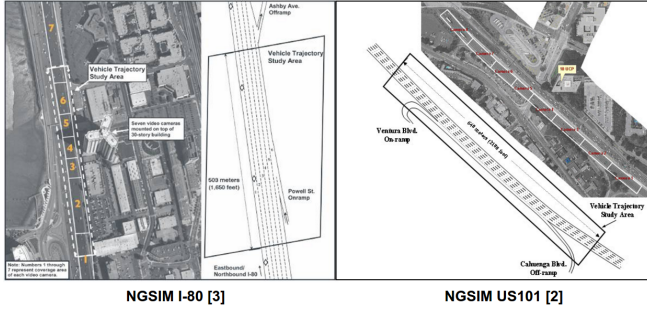 7
Vehicle Trajectory
Study Area
6
5
4
3
2
1
Seven video cameras
mounted on top of
30-story building
Note: Numbers 1 through
7 represent coverage area
of each video camera.
Ashby Ave.
Offramp
Vehicle Trajectory
Study Area
503 meters
(1,650 feet)
Powell St.
Onramp
Eastbound/
Northbound I-80
Ventura Blvd.
On-ramp
Vehicle Trajectory
Study Area
Cahuenga Blvd.
Off-ramp
NGSIM I-80 [3]
NGSIM US101 [2]